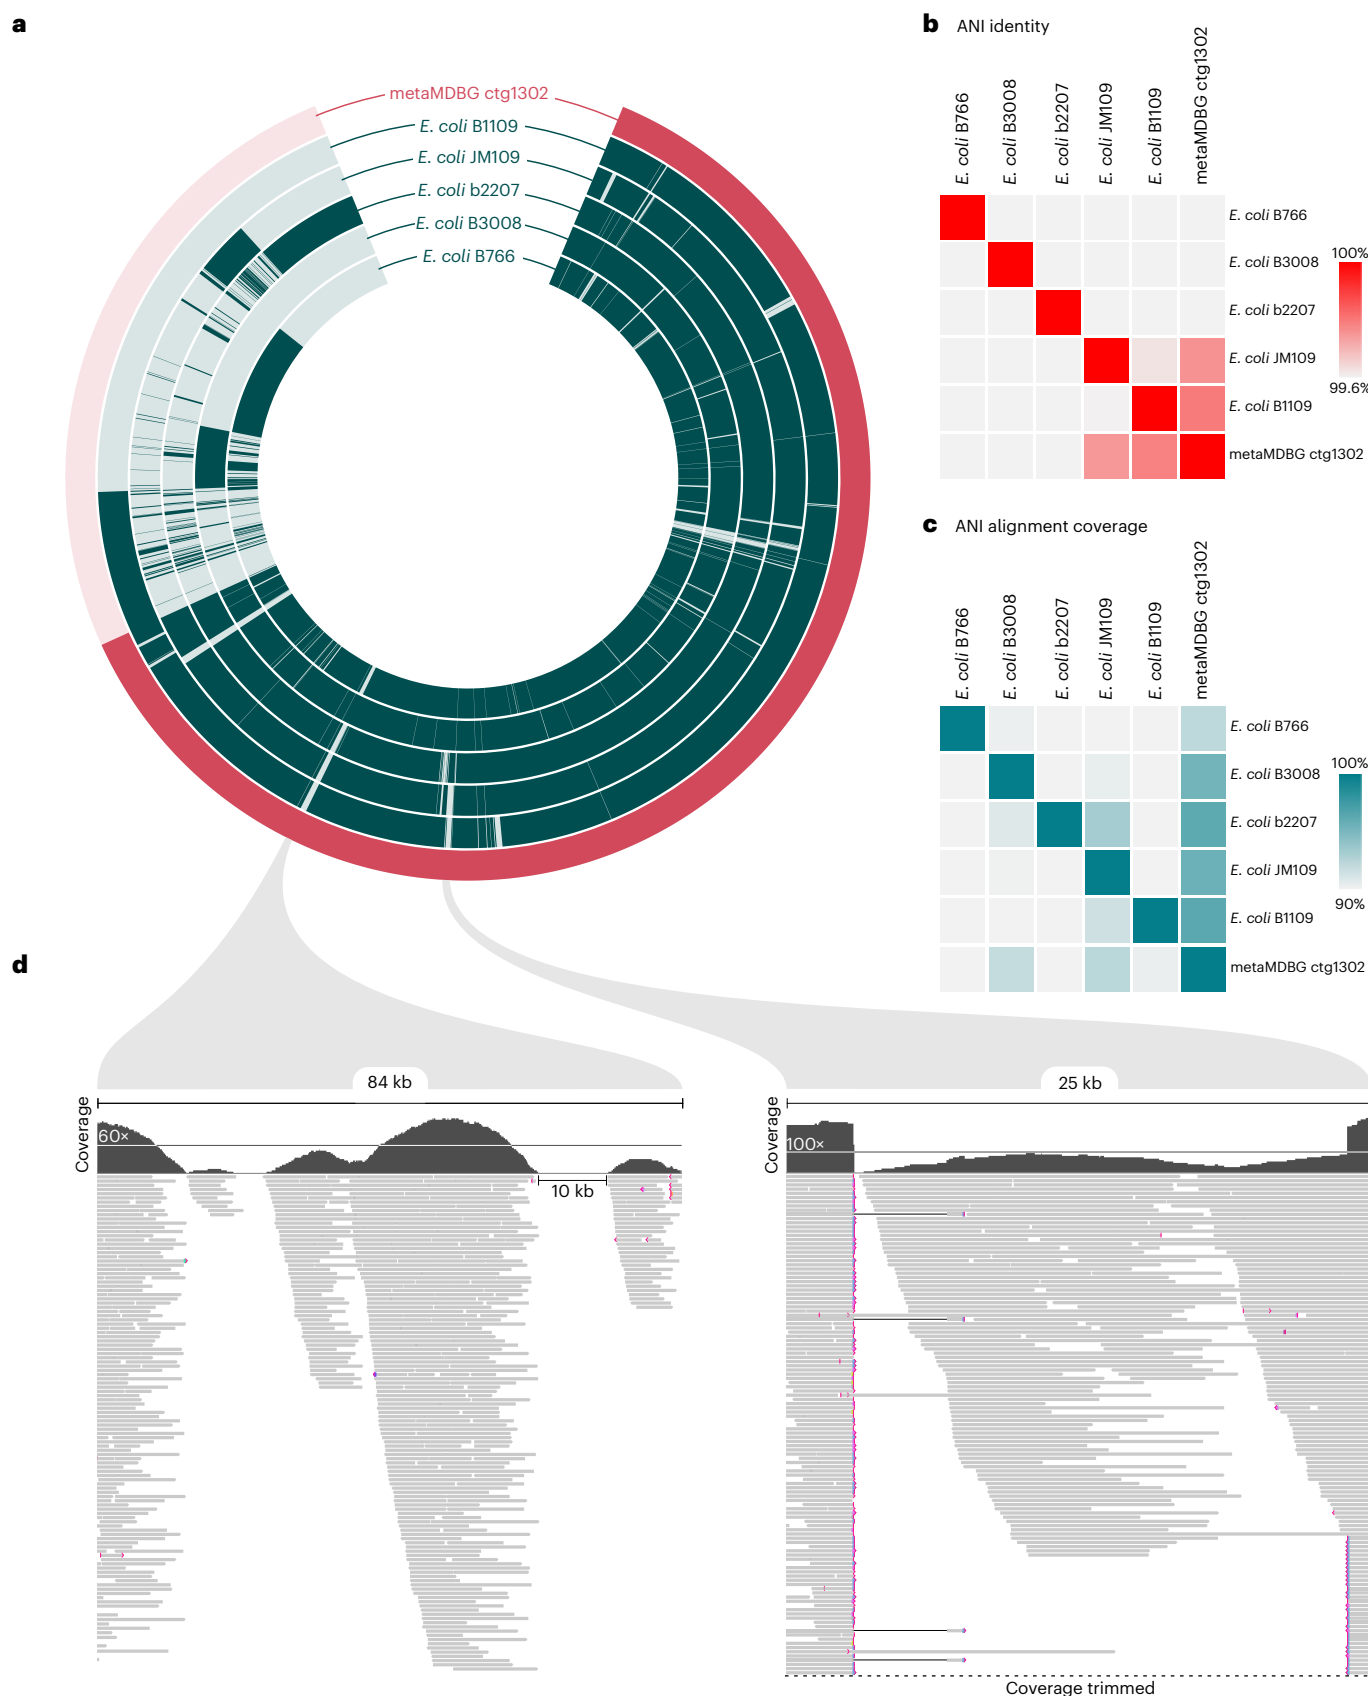 a
metaMDBG ctg1302
E. coli B1109
E. coli JM109
E. coli b2207
E. coli B3008
E. coli B766
b ANI identity
E. coli B766
E. coli B3008
E. coli b2207
E. coli JM109
E. coli B1109
metaMDBG ctg1302
E. coli B766
E. coli B3008
E. coli b2207
E. coli JM109
E. coli B1109
metaMDBG ctg1302
100%
99.6%
c ANI alignment coverage
E. coli B766
E. coli B3008
E. coli b2207
E. coli JM109
E. coli B1109
metaMDBG ctg1302
E. coli B766
E. coli B3008
E. coli b2207
E. coli JM109
E. coli B1109
metaMDBG ctg1302
100%
90%
d
84 kb
Coverage
60×
10 kb
25 kb
Coverage
100×
Coverage trimmed